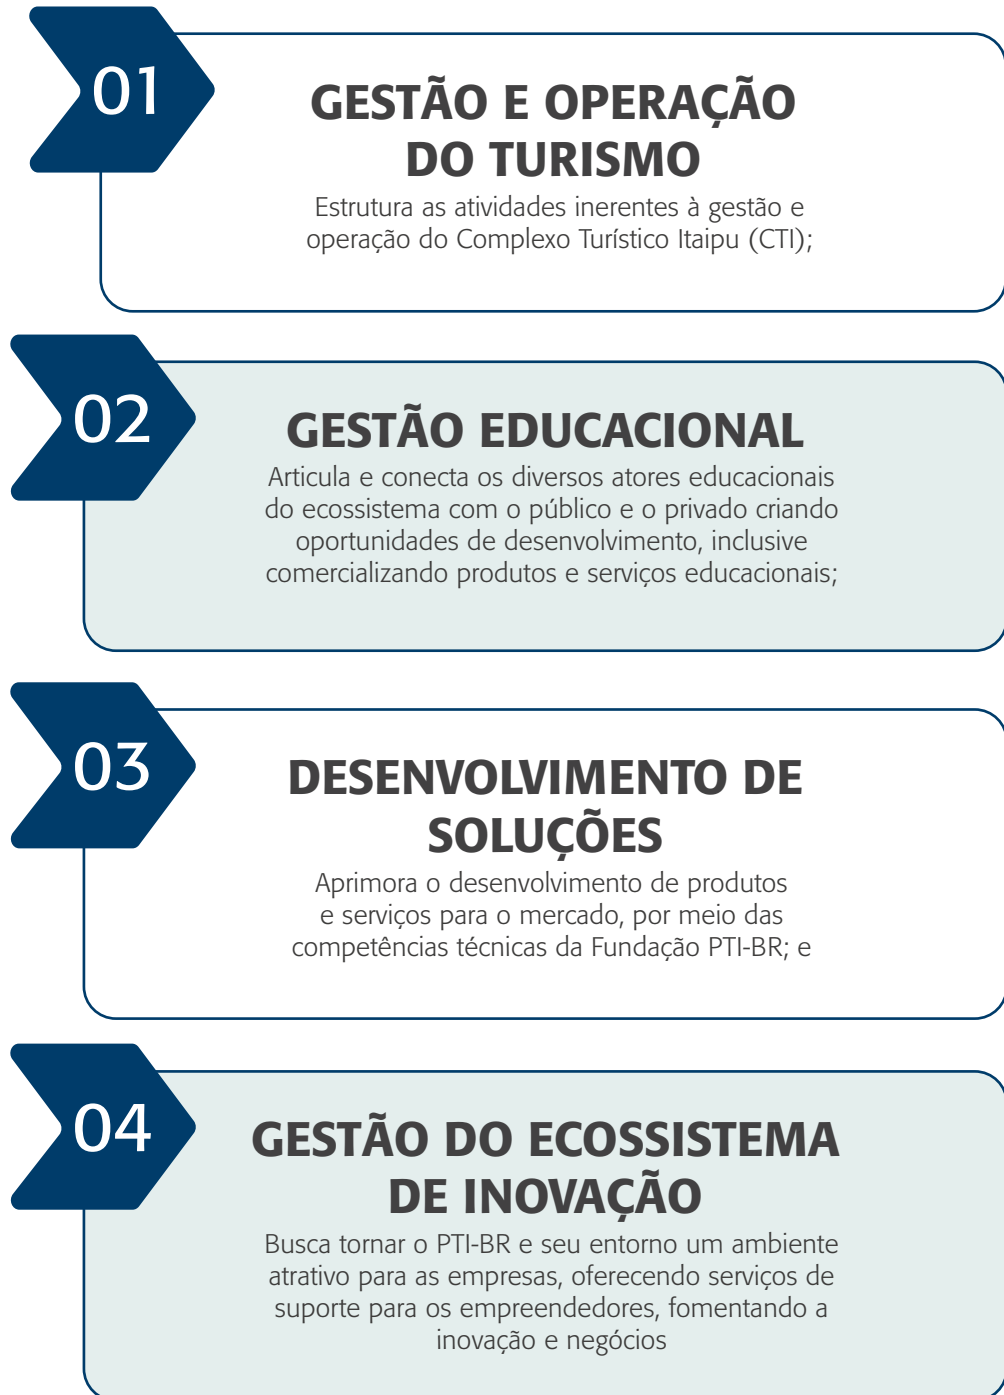 01
GESTÃO E OPERAÇÃO
DO TURISMO
Estrutura as atividades inerentes à gestão e
operação do Complexo Turístico Itaipu (CTI);
02
GESTÃO EDUCACIONAL
Articula e conecta os diversos atores educacionais
do ecossistema com o público e o privado criando
oportunidades de desenvolvimento, inclusive
comercializando produtos e serviços educacionais;
03
DESENVOLVIMENTO DE
SOLUÇÕES
Aprimora o desenvolvimento de produtos
e serviços para o mercado, por meio das
competências técnicas da Fundação PTI-BR; e
04
GESTÃO DO ECOSSISTEMA
DE INOVAÇÃO
Busca tornar o PTI-BR e seu entorno um ambiente
atrativo para as empresas, oferecendo serviços de
suporte para os empreendedores, fomentando a
inovação e negócios